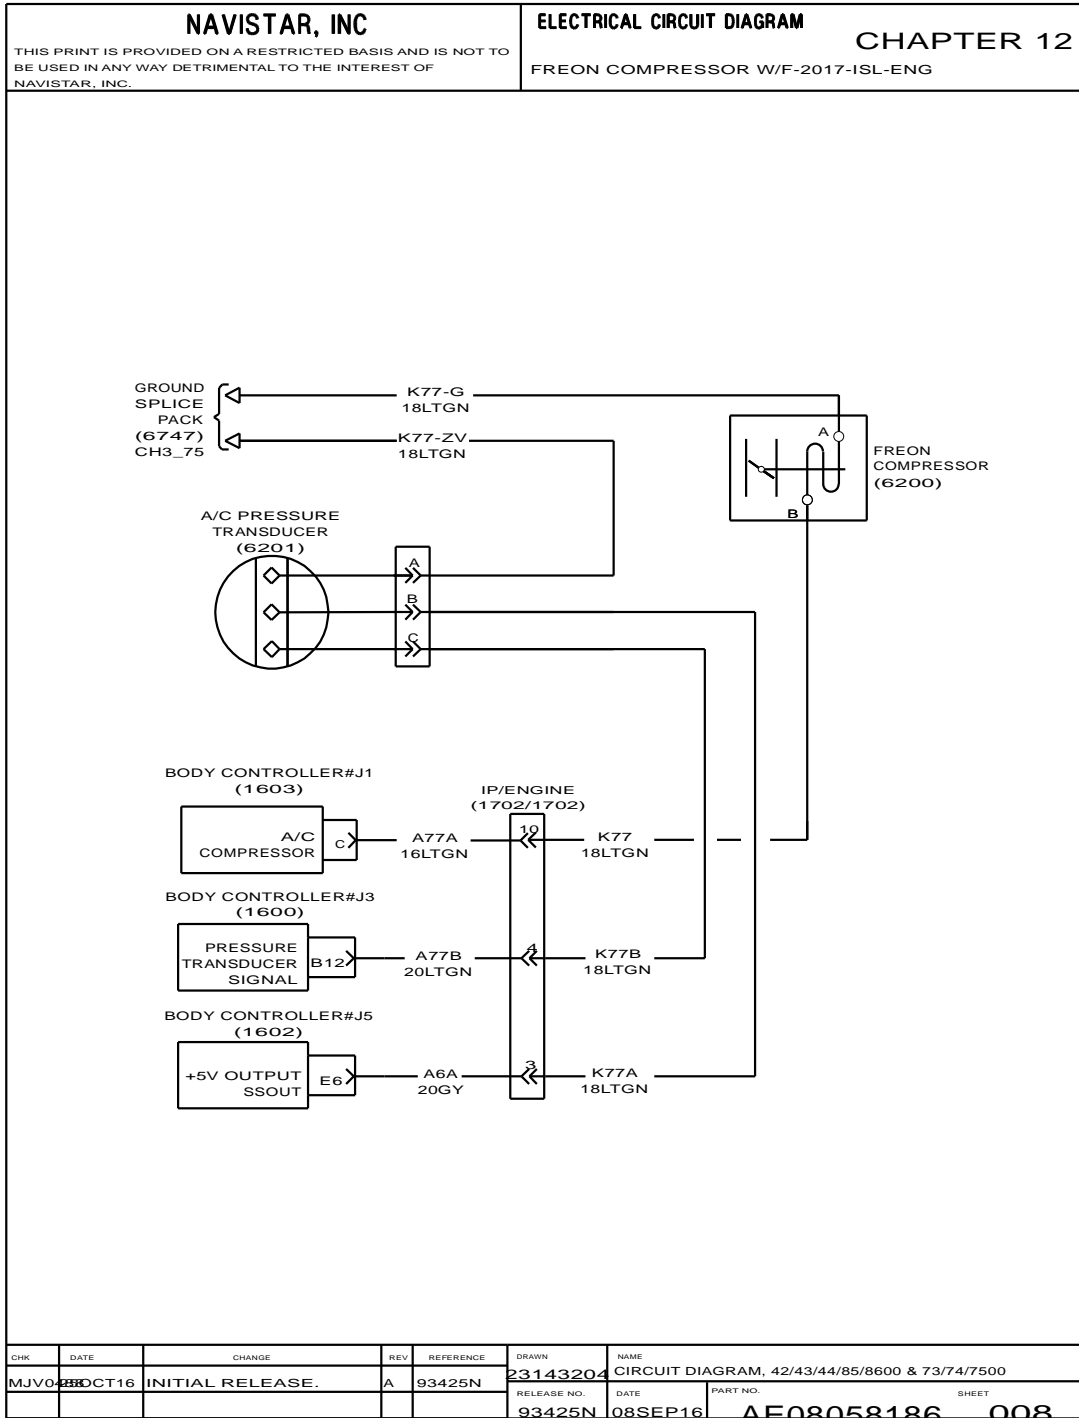 NAVISTAR, INC
THIS PRINT IS PROVIDED ON A RESTRICTED BASIS AND IS NOT TO
BE USED IN ANY WAY DETRIMENTAL TO THE INTEREST OF
NAVISTAR, INC.
ELECTRICAL CIRCUIT DIAGRAM
CHAPTER 12
FREON COMPRESSOR W/F-2017-ISL-ENG
GROUND
SPLICE
PACK
(6747)
CH3_75
K77-G
18LTGN
K77-ZV
18LTGN
A
B
FREON
COMPRESSOR
(6200)
A/C PRESSURE
TRANSDUCER
(6201)
A
B
C
BODY CONTROLLER#J1
(1603)
A/C
COMPRESSOR
C
A77A
16LTGN
IP/ENGINE
(1702/1702)
10
K77
18LTGN
BODY CONTROLLER#J3
(1600)
PRESSURE
TRANSDUCER
SIGNAL
B12
A77B
20LTGN
4
K77B
18LTGN
BODY CONTROLLER#J5
(1602)
+5V OUTPUT
SSOUT
E6
A6A
20GY
3
K77A
18LTGN
CHK DATE CHANGE REV REFERENCE
INITIAL RELEASE. A 93425N
DRAWN
23143204
NAME
CIRCUIT DIAGRAM, 42/43/44/85/8600 & 73/74/7500
RELEASE NO.
93425N
DATE
08SEP16
PART NO.
AE08058186
SHEET
008